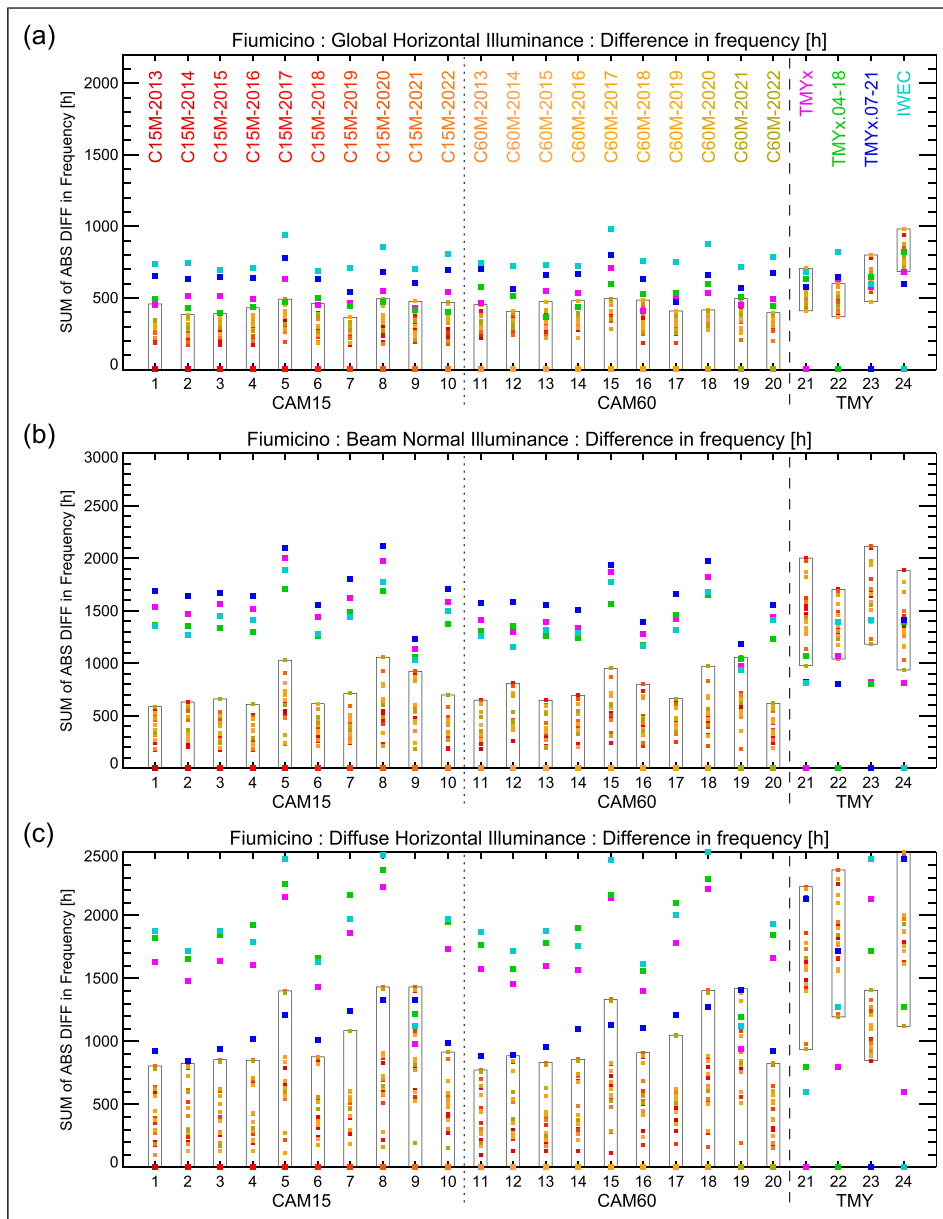 (a)
Fiumicino : Global Horizontal Illuminance : Difference in frequency [h]
SUM of ABS DIFF in Frequency [h]
2000
1500
1000
500
0
C15M-2013
C15M-2014
C15M-2015
C15M-2016
C15M-2017
C15M-2018
C15M-2019
C15M-2020
C15M-2021
C15M-2022
C60M-2013
C60M-2014
C60M-2015
C60M-2016
C60M-2017
C60M-2018
C60M-2019
C60M-2020
C60M-2021
C60M-2022
TMYx
TMYx.04-18
TMYx.07-21
IWEC
1 2 3 4 5 6 7 8 9 10 11 12 13 14 15 16 17 18 19 20 21 22 23 24
CAM15 CAM60 TMY
(b)
Fiumicino : Beam Normal Illuminance : Difference in frequency [h]
SUM of ABS DIFF in Frequency [h]
3000
2500
2000
1500
1000
500
0
1 2 3 4 5 6 7 8 9 10 11 12 13 14 15 16 17 18 19 20 21 22 23 24
CAM15 CAM60 TMY
(c)
Fiumicino : Diffuse Horizontal Illuminance : Difference in frequency [h]
SUM of ABS DIFF in Frequency [h]
2500
2000
1500
1000
500
0
1 2 3 4 5 6 7 8 9 10 11 12 13 14 15 16 17 18 19 20 21 22 23 24
CAM15 CAM60 TMY